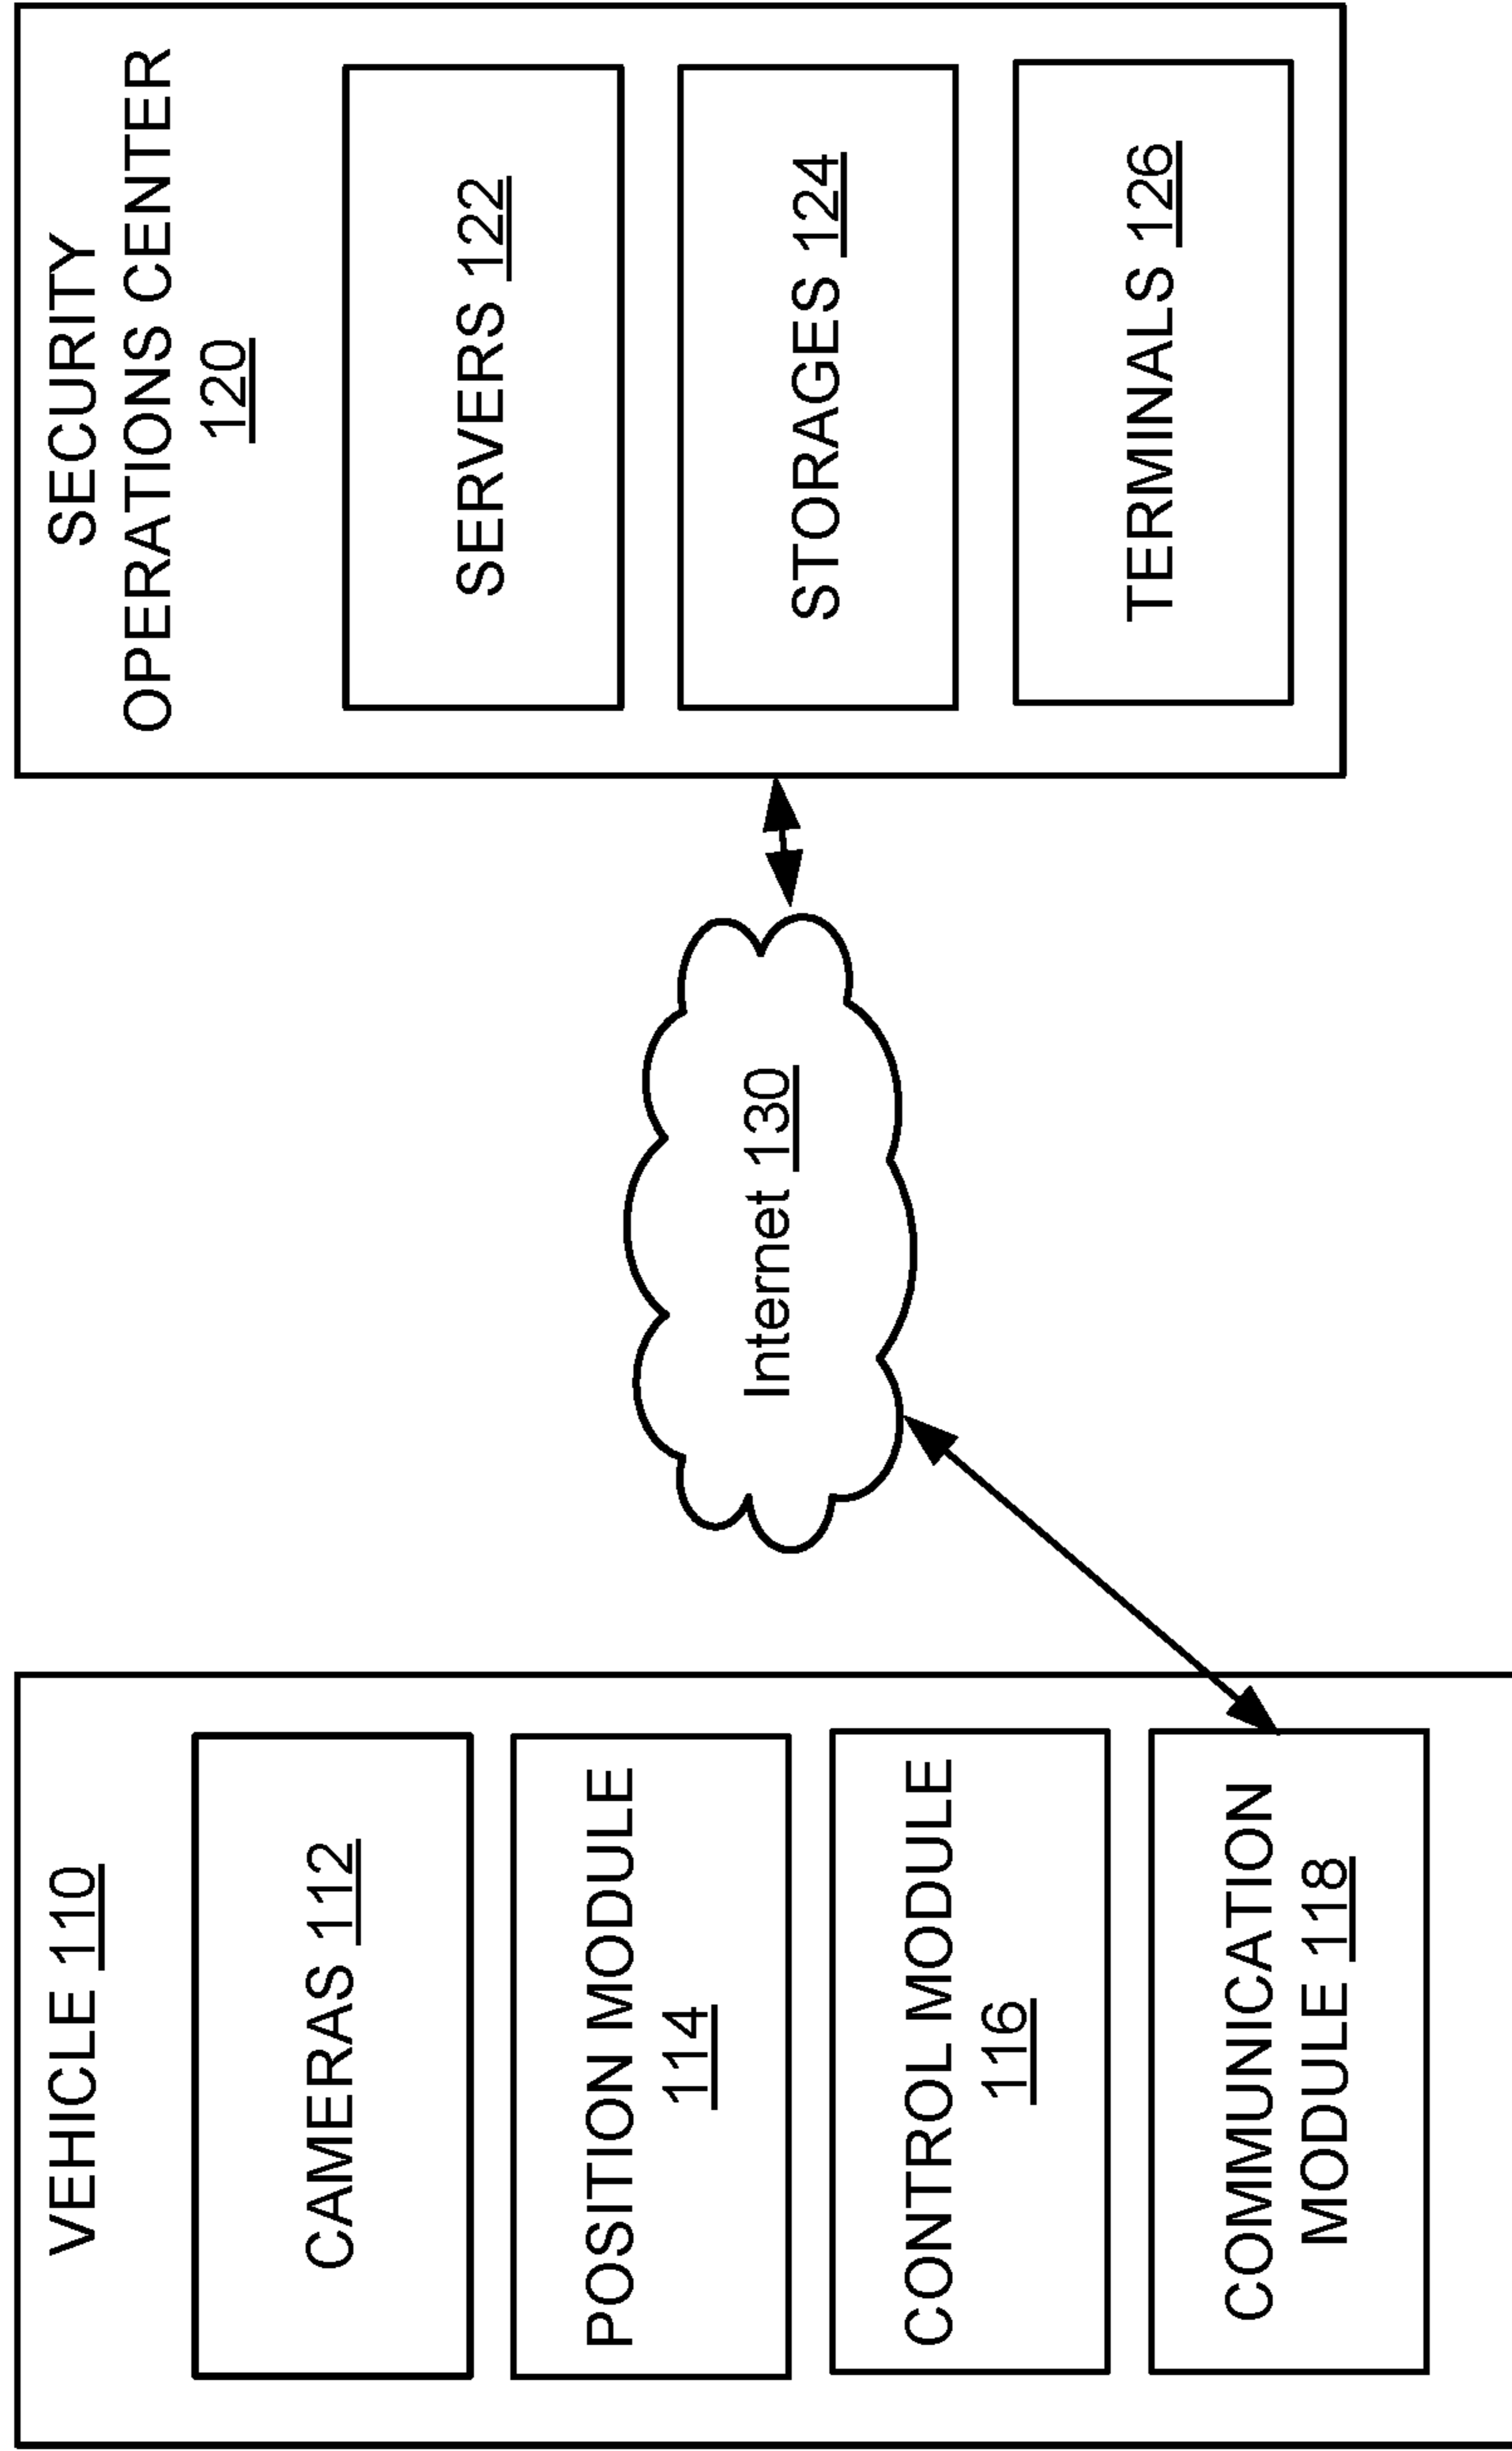 VEHICLE 110
CAMERAS 112
POSITION MODULE
114
CONTROL MODULE
116
COMMUNICATION
MODULE 118
Internet 130
SECURITY
OPERATIONS CENTER
120
SERVERS 122
STORAGES 124
TERMINALS 126